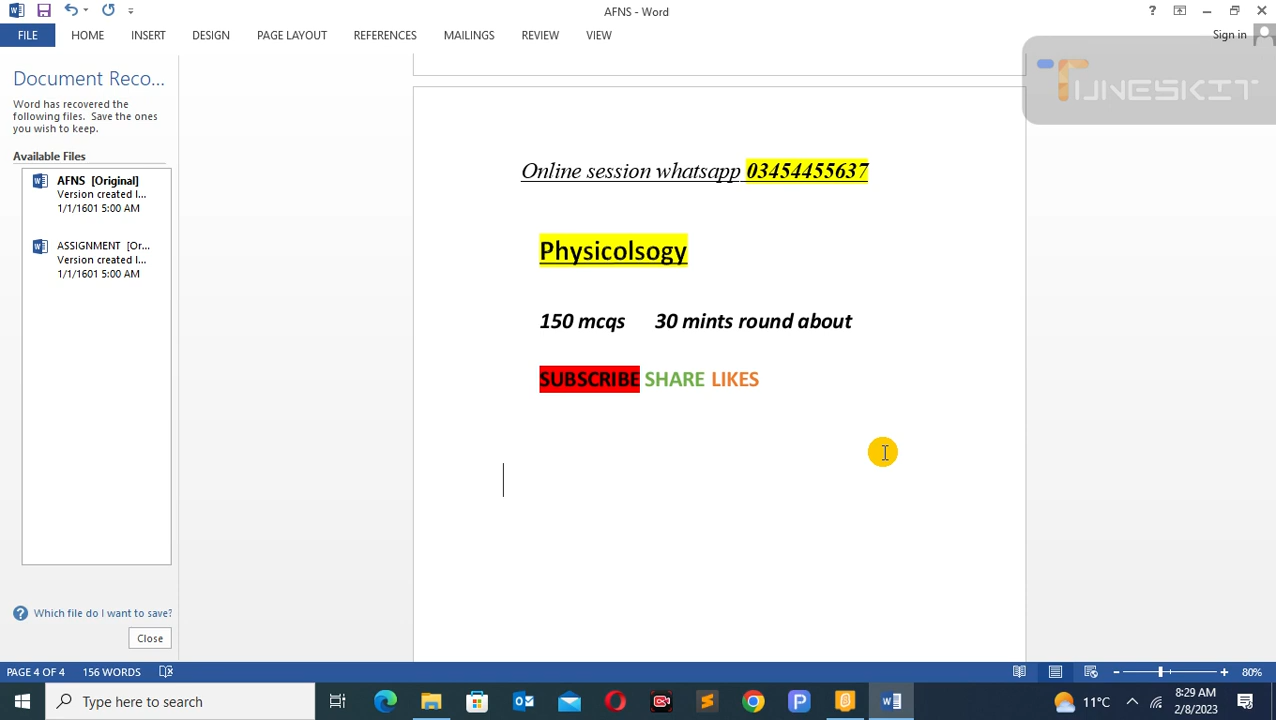 AFNS - Word
FILE HOME INSERT DESIGN PAGE LAYOUT REFERENCES MAILINGS REVIEW VIEW
Sign in
TUNESKIT
Document Reco...
Word has recovered the
following files. Save the ones
you wish to keep.
Available Files
AFNS [Original]
Version created l...
1/1/1601 5:00 AM
ASSIGNMENT [Or...
Version created l...
1/1/1601 5:00 AM
Which file do I want to save?
Close
Online session whatsapp 03454455637
Physicolsogy
150 mcqs 30 mints round about
SUBSCRIBE SHARE LIKES
PAGE 4 OF 4 156 WORDS
80%
Type here to search
11°C
8:29 AM
2/8/2023